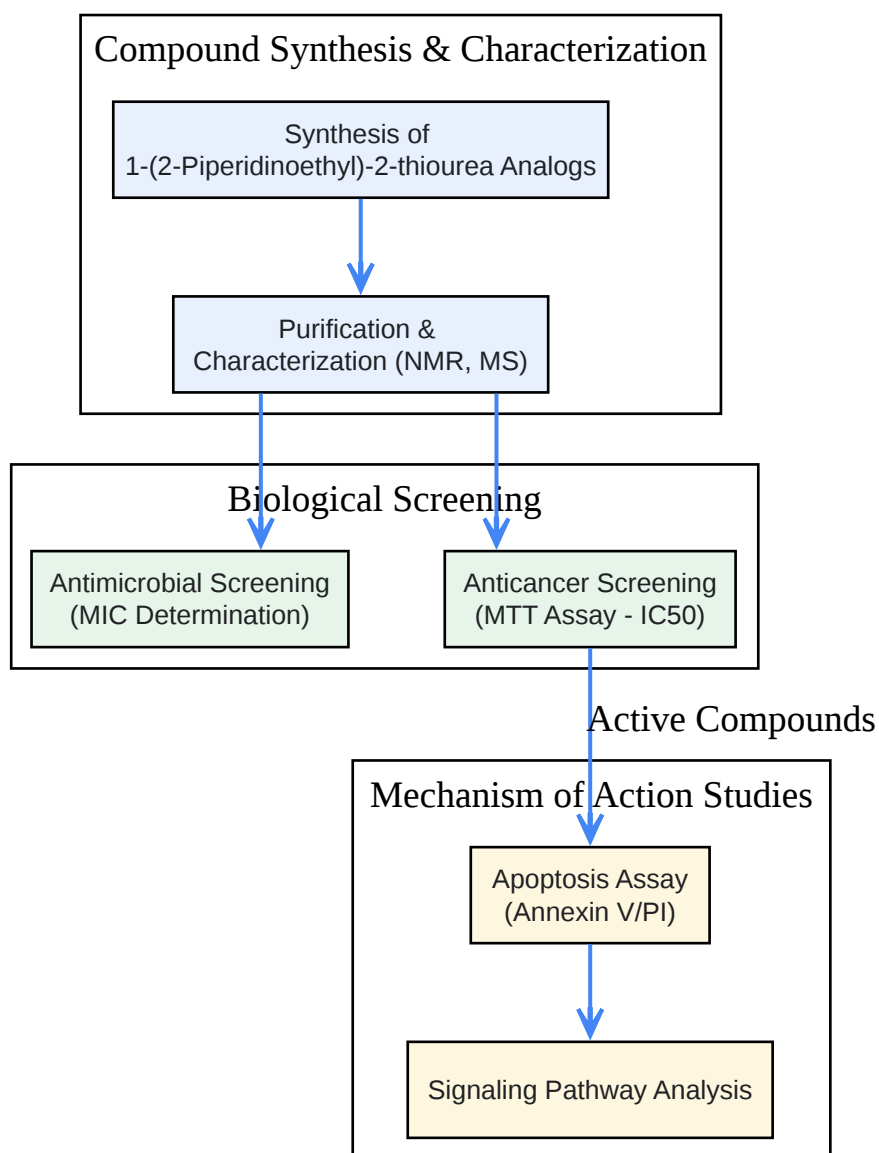 Compound Synthesis & Characterization
Synthesis of
1-(2-Piperidinoethyl)-2-thiourea Analogs
Purification &
Characterization (NMR, MS)
Biological Screening
Antimicrobial Screening
(MIC Determination)
Anticancer Screening
(MTT Assay - IC50)
Active Compounds
Mechanism of Action Studies
Apoptosis Assay
(Annexin V/PI)
Signaling Pathway Analysis